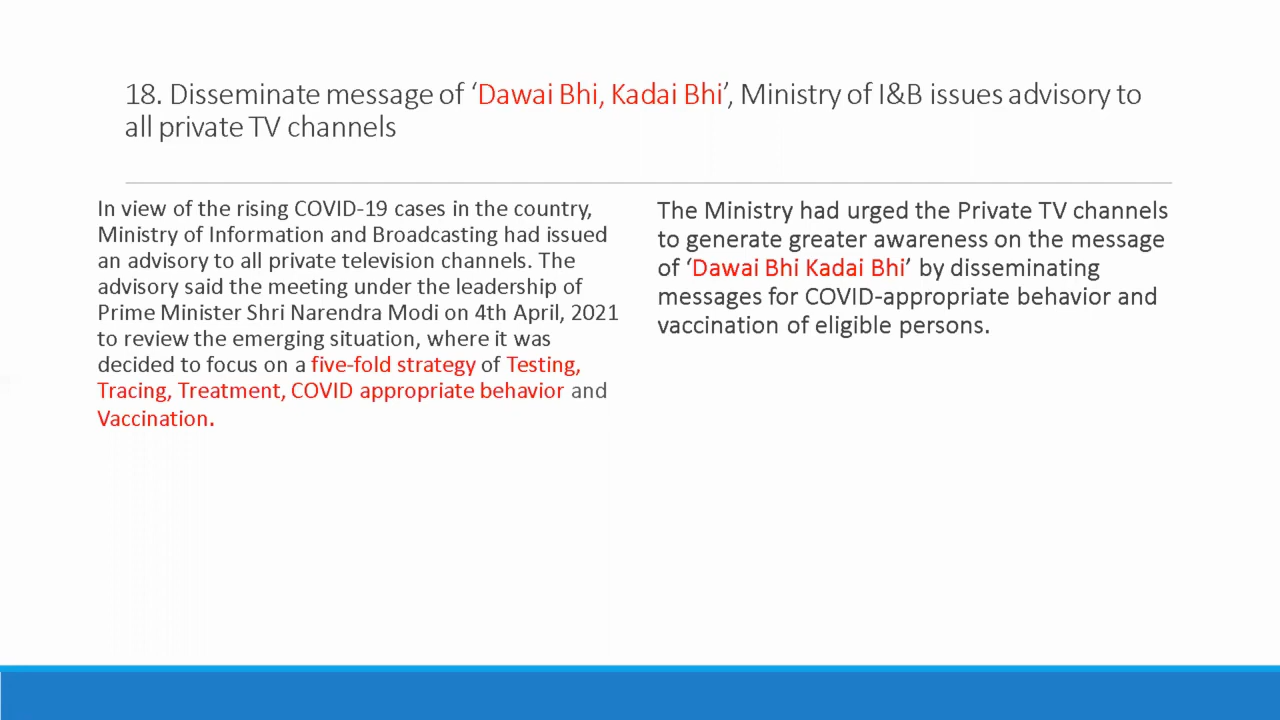 18. Disseminate message of ‘Dawai Bhi, Kadai Bhi’, Ministry of I&B issues advisory to
all private TV channels
In view of the rising COVID-19 cases in the country,
Ministry of Information and Broadcasting had issued
an advisory to all private television channels. The
advisory said the meeting under the leadership of
Prime Minister Shri Narendra Modi on 4th April, 2021
to review the emerging situation, where it was
decided to focus on a five-fold strategy of Testing,
Tracing, Treatment, COVID appropriate behavior and
Vaccination.
The Ministry had urged the Private TV channels
to generate greater awareness on the message
of ‘Dawai Bhi Kadai Bhi’ by disseminating
messages for COVID-appropriate behavior and
vaccination of eligible persons.